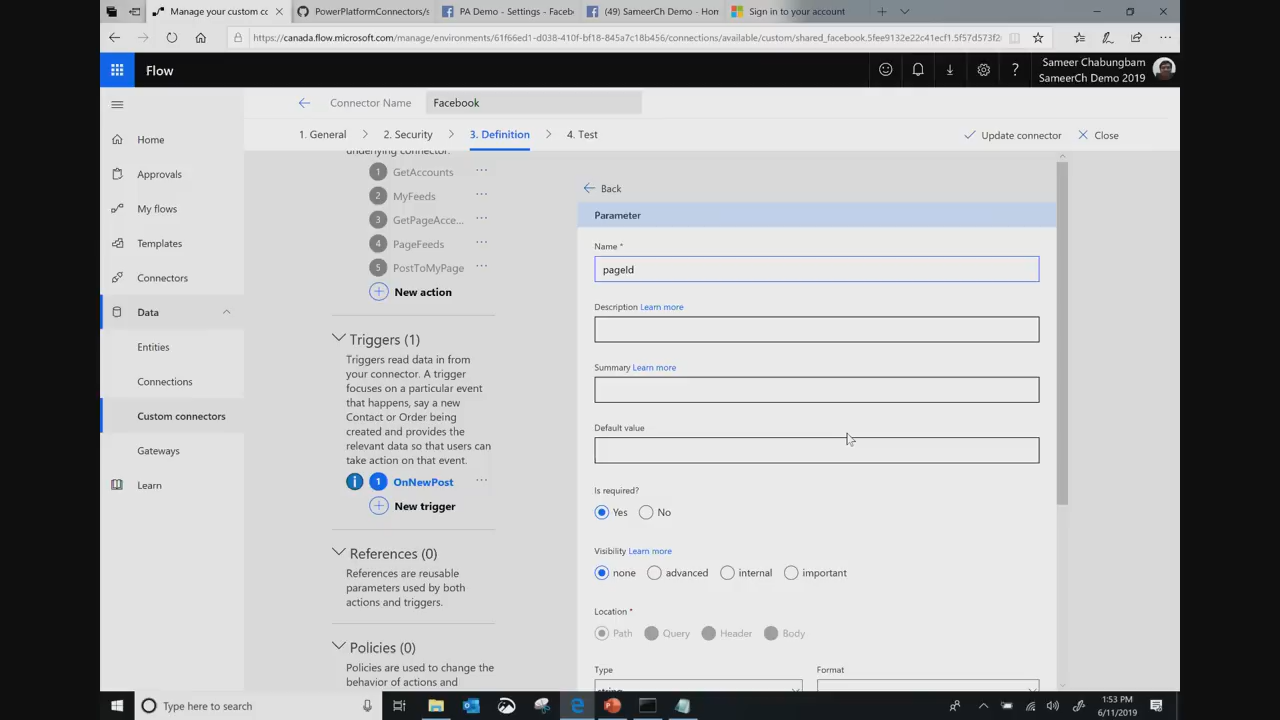 Manage your custom cc
PowerPlatformConnectors/s
PA Demo - Settings - Faceb
(49) SameerCh Demo - Hon
Sign in to your account
https://canada.flow.microsoft.com/manage/environments/61f66ed1-d038-410f-bf18-845a7c18b456/connections/available/custom/shared_facebook.5fee9132e22c41ecf1.5f57d573f2
Flow
Sameer Chabungbam
SameerCh Demo 2019
Connector Name
Facebook
1. General
2. Security
3. Definition
4. Test
Update connector
Close
Home
Approvals
My flows
Templates
Connectors
Data
Entities
Connections
Custom connectors
Gateways
Learn
underlying connector.
1 GetAccounts ...
2 MyFeeds ...
3 GetPageAcce... ...
4 PageFeeds ...
5 PostToMyPage ...
New action
Triggers (1)
Triggers read data in from
your connector. A trigger
focuses on a particular event
that happens, say a new
Contact or Order being
created and provides the
relevant data so that users can
take action on that event.
1 OnNewPost ...
New trigger
References (0)
References are reusable
parameters used by both
actions and triggers.
Policies (0)
Policies are used to change the
behavior of actions and
Back
Parameter
Name *
pageId
Description Learn more
Summary Learn more
Default value
Is required?
Yes No
Visibility Learn more
none advanced internal important
Location *
Path Query Header Body
Type Format
string
Type here to search
1:53 PM
6/11/2019